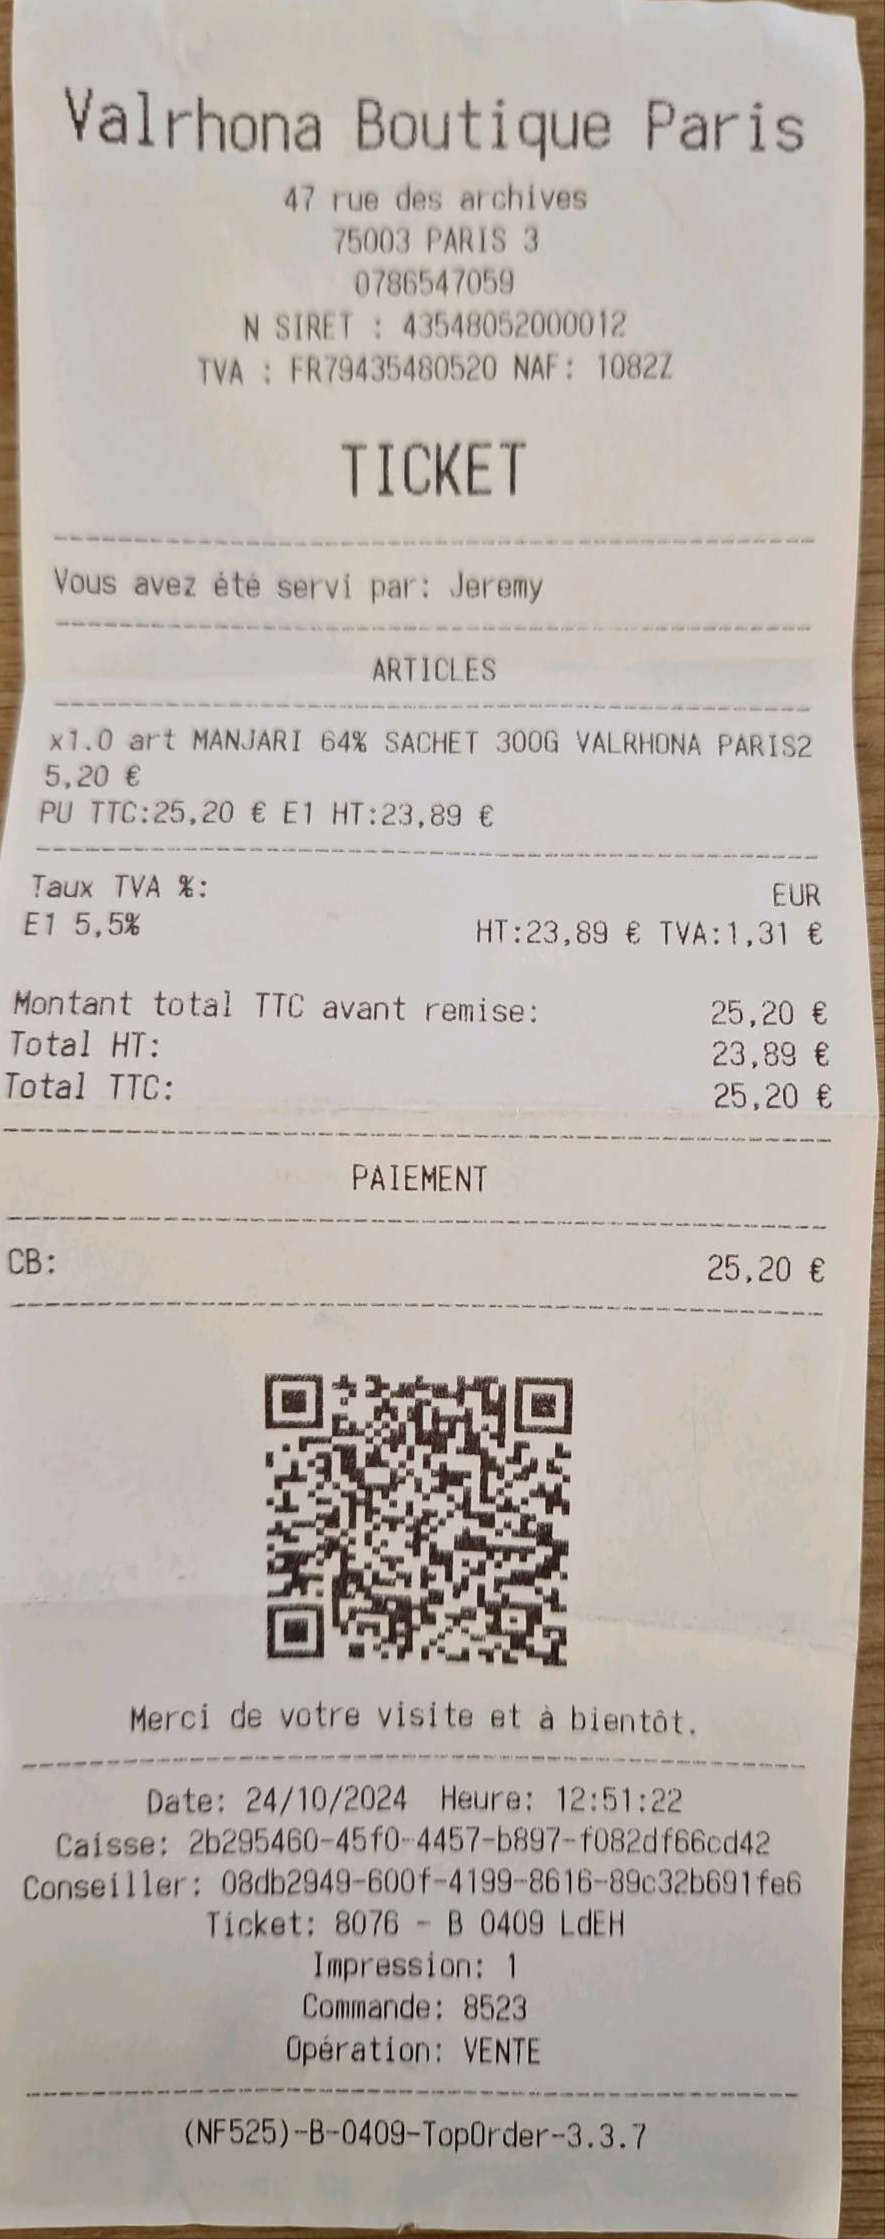 Valrhona Boutique Paris
47 rue des archives
75003 PARIS 3
0786547059
N SIRET : 43548052000012
TVA : FR79435480520 NAF: 1082Z
TICKET
Vous avez été servi par: Jeremy
ARTICLES
x1.0 art MANJARI 64% SACHET 300G VALRHONA PARIS2
5,20 €
PU TTC:25,20 € E1 HT:23,89 €
Taux TVA %: EUR
E1 5,5% HT:23,89 € TVA:1,31 €
Montant total TTC avant remise: 25,20 €
Total HT: 23,89 €
Total TTC: 25,20 €
PAIEMENT
CB: 25,20 €
Merci de votre visite et à bientôt.
Date: 24/10/2024 Heure: 12:51:22
Caisse: 2b295460-45f0-4457-b897-f082df66cd42
Conseiller: 08db2949-600f-4199-8616-89c32b691fe6
Ticket: 8076 - B 0409 LdEH
Impression: 1
Commande: 8523
Opération: VENTE
(NF525)-B-0409-TopOrder-3.3.7